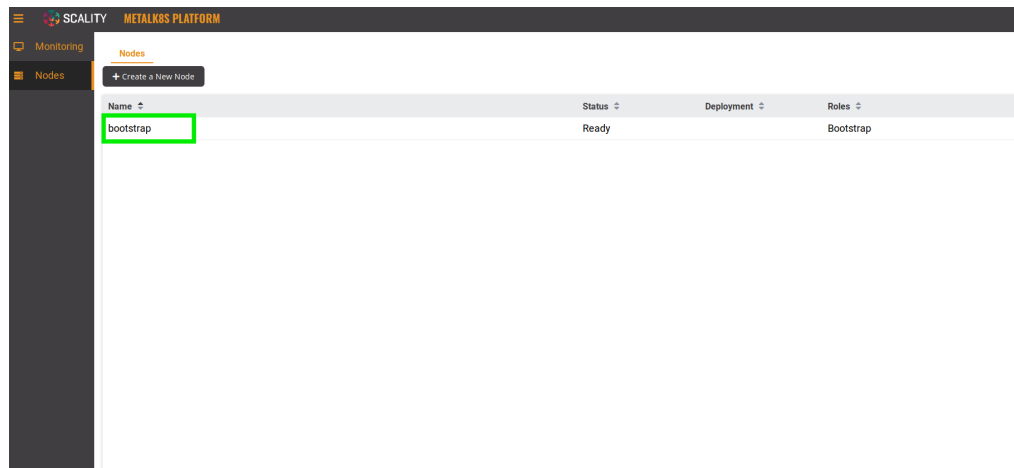 SCALITY METALK8S PLATFORM
Monitoring
Nodes
Nodes
+ Create a New Node
Name Status Deployment Roles
bootstrap Ready Bootstrap